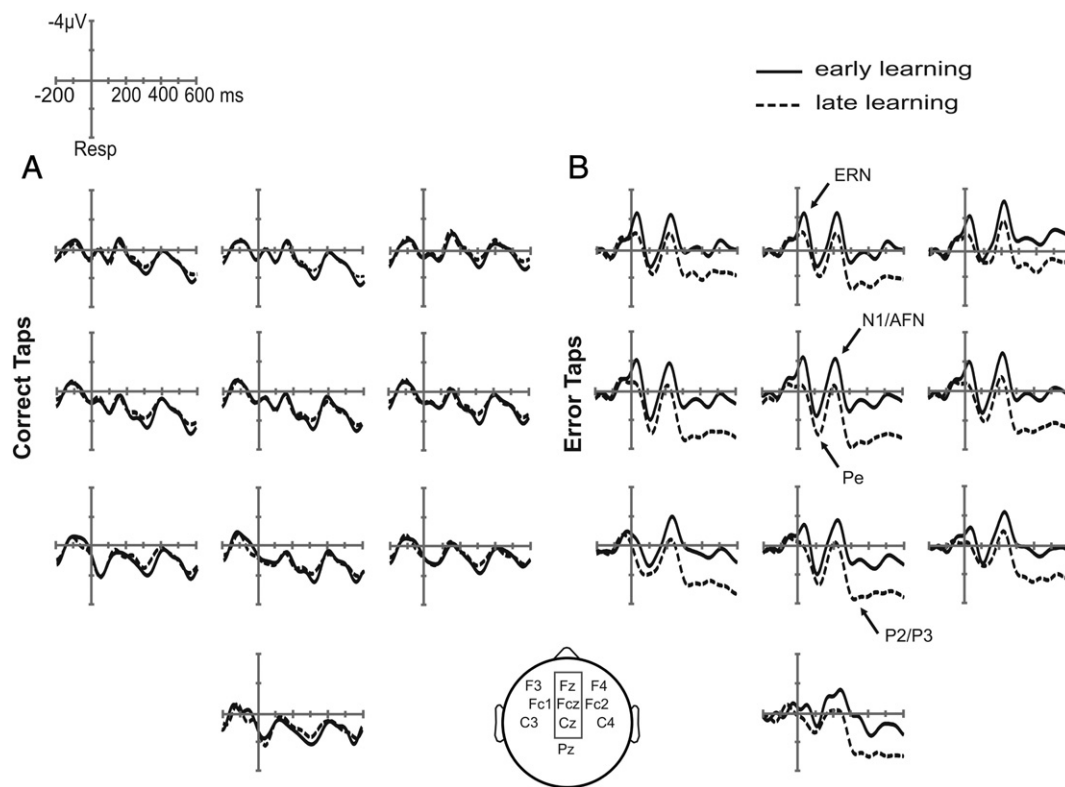 -4µV
-200 200 400 600 ms
Resp
early learning
late learning
A
B
Correct Taps
Error Taps
ERN
N1/AFN
Pe
P2/P3
F3 Fz F4
Fc1 Fcz Fc2
C3 Cz C4
Pz